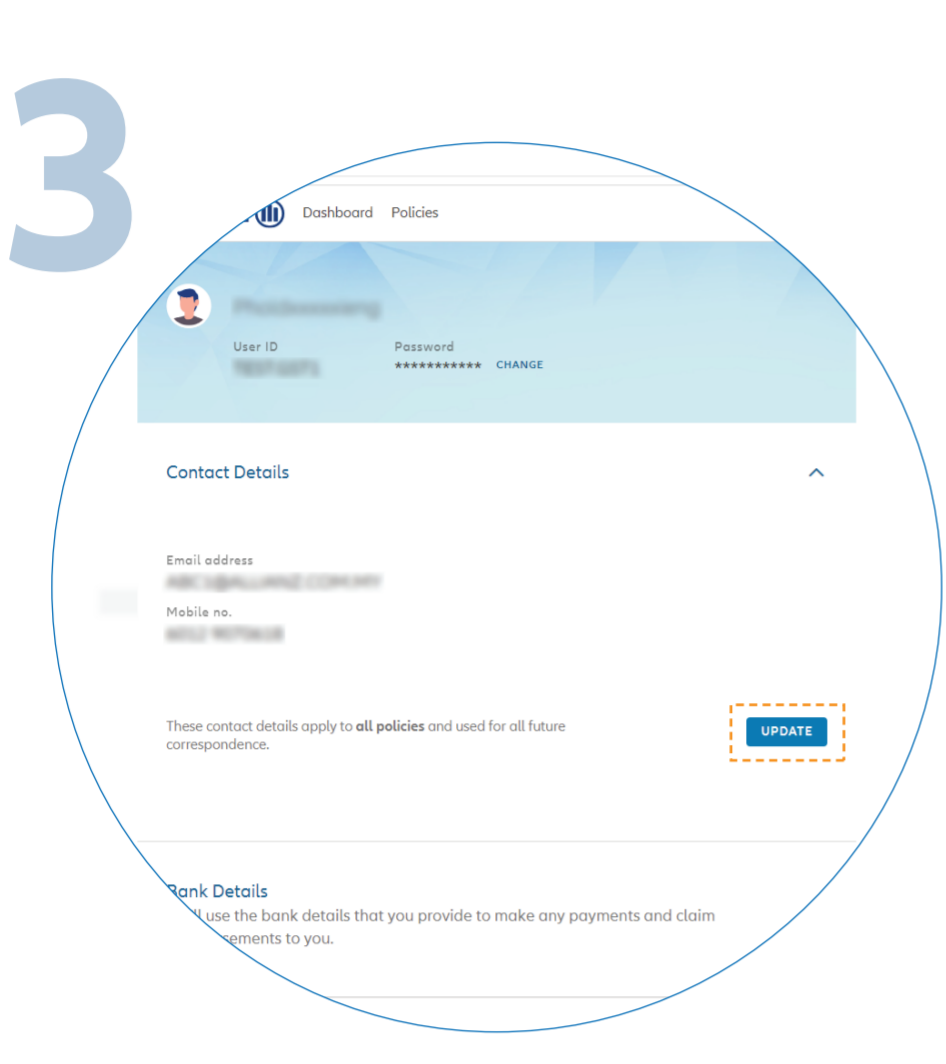 3
Dashboard Policies
User ID Password
*********** CHANGE
Contact Details
Email address
Mobile no.
These contact details apply to all policies and used for all future
correspondence.
UPDATE
Bank Details
use the bank details that you provide to make any payments and claim
to you.